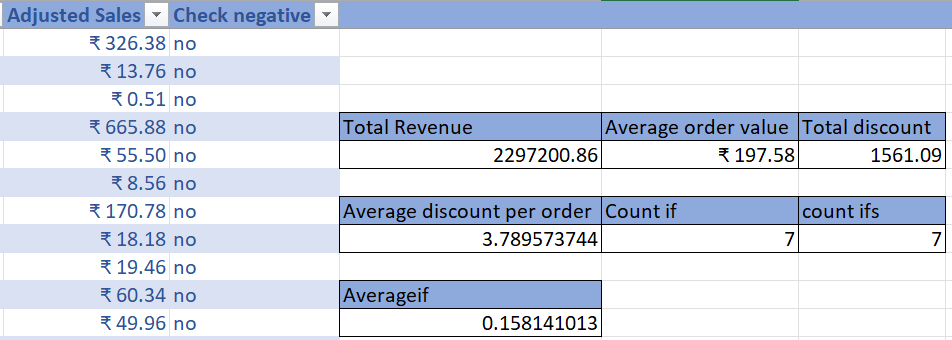 Adjusted Sales Check negative
₹ 326.38 no
₹ 13.76 no
₹ 0.51 no
₹ 665.88 no Total Revenue Average order value Total discount
₹ 55.50 no 2297200.86 ₹ 197.58 1561.09
₹ 8.56 no
₹ 170.78 no Average discount per order Count if count ifs
₹ 18.18 no 3.789573744 7 7
₹ 19.46 no
₹ 60.34 no Averageif
₹ 49.96 no 0.158141013